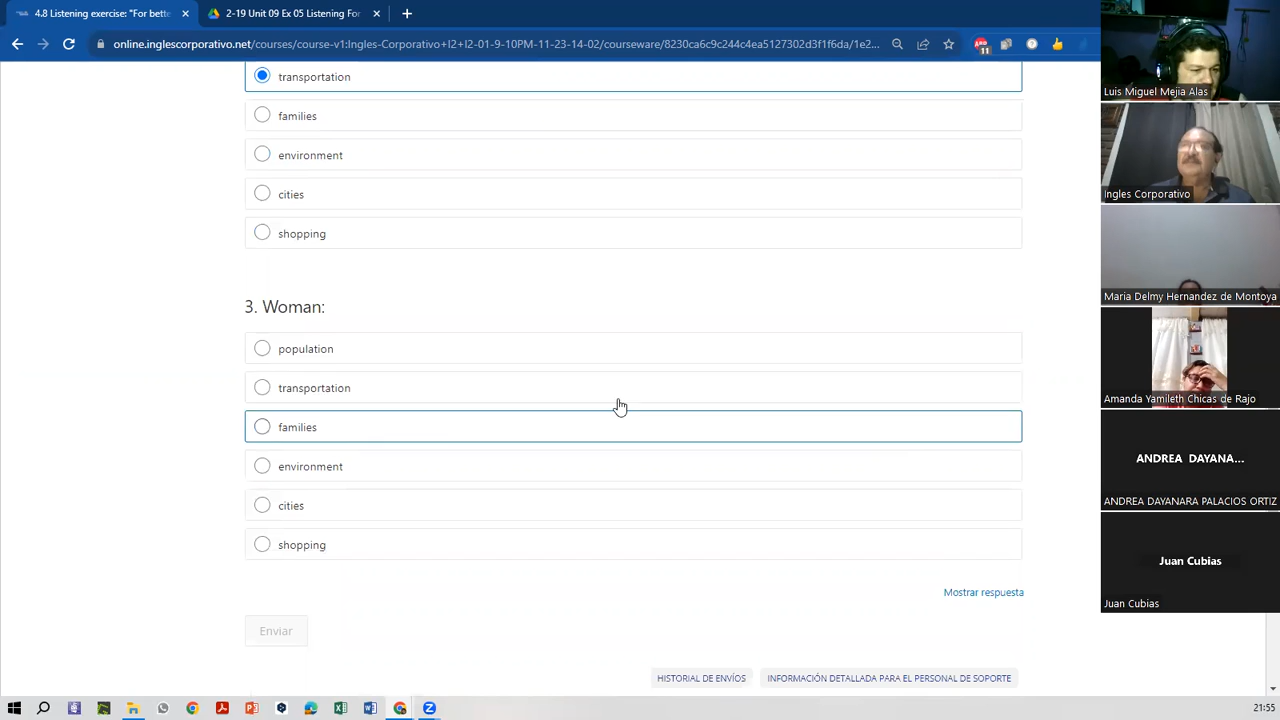 4.8 Listening exercise: "For bette
2-19 Unit 09 Ex 05 Listening For
online.inglescorporativo.net/courses/course-v1:Ingles-Corporativo+I2+I2-01-9-10PM-11-23-14-02/courseware/8230ca6c9c244c4ea5127302d3f1f6da/1e2...
11
transportation
families
environment
cities
shopping
3. Woman:
population
transportation
families
environment
cities
shopping
Mostrar respuesta
Enviar
HISTORIAL DE ENVÍOS
INFORMACIÓN DETALLADA PARA EL PERSONAL DE SOPORTE
Luis Miguel Mejia Alas
Ingles Corporativo
Maria Delmy Hernandez de Montoya
Amanda Yamileth Chicas de Rajo
ANDREA DAYANA...
ANDREA DAYANARA PALACIOS ORTIZ
Juan Cubias
Juan Cubias
21:55